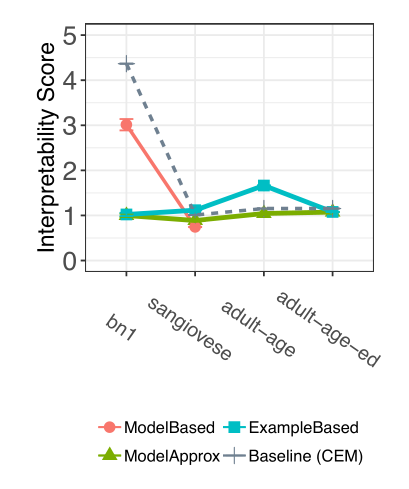 Interpretability Score
5
4
3
2
1
0
bn1
sangiovese
adult−age
adult−age−ed
ModelBased
ExampleBased
ModelApprox
Baseline (CEM)